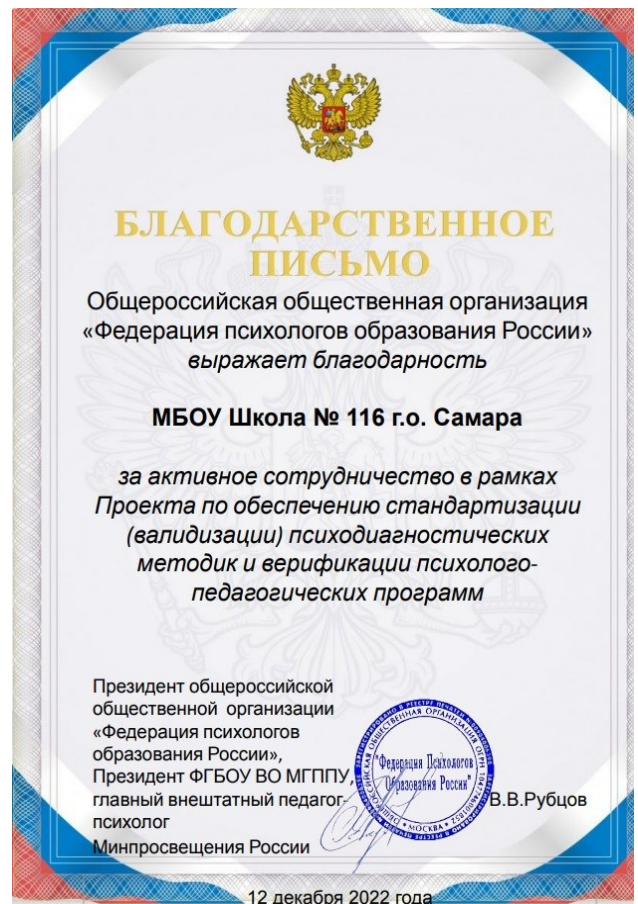 БЛАГОДАРСТВЕННОЕ
ПИСЬМО
Общероссийская общественная организация
«Федерация психологов образования России»
выражает благодарность
МБОУ Школа № 116 г.о. Самара
за активное сотрудничество в рамках
Проекта по обеспечению стандартизации
(валидизации) психодиагностических
методик и верификации психолого-
педагогических программ
Президент общероссийской
общественной организации
«Федерация психологов
образования России»,
Президент ФГБОУ ВО МГППУ,
главный внештатный педагог-
психолог
Минпросвещения России
"Федерация Психологов
Образования России"
МОСКВА
В.В.Рубцов
12 декабря 2022 года